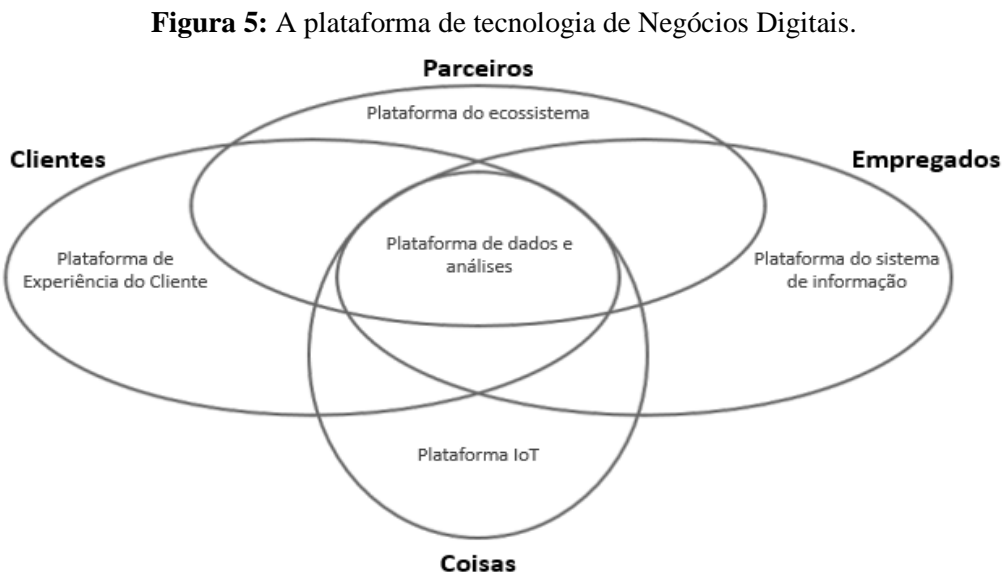 Figura 5: A plataforma de tecnologia de Negócios Digitais.
Parceiros
Plataforma do ecossistema
Clientes
Empregados
Plataforma de
Experiência do Cliente
Plataforma de dados e
análises
Plataforma do sistema
de informação
Plataforma IoT
Coisas